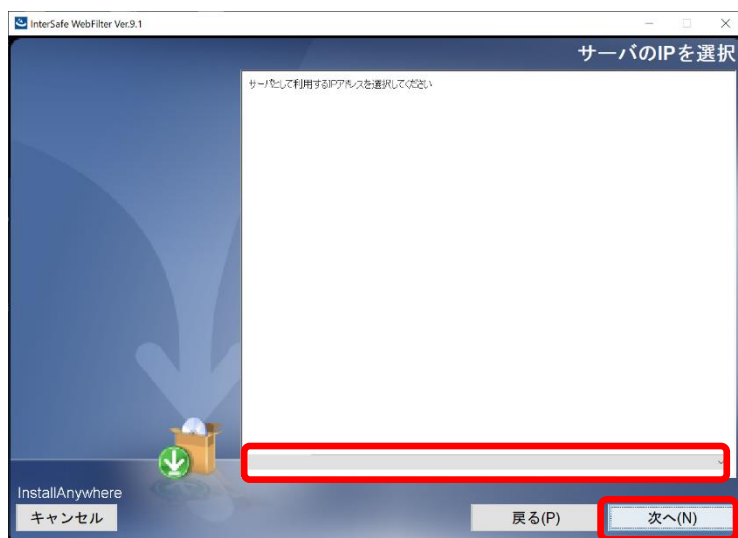 InterSafe WebFilter Ver.9.1
サーバのIPを選択
サーバとして利用するIPアドレスを選択してください
InstallAnywhere
キャンセル
戻る(P)
次へ(N)